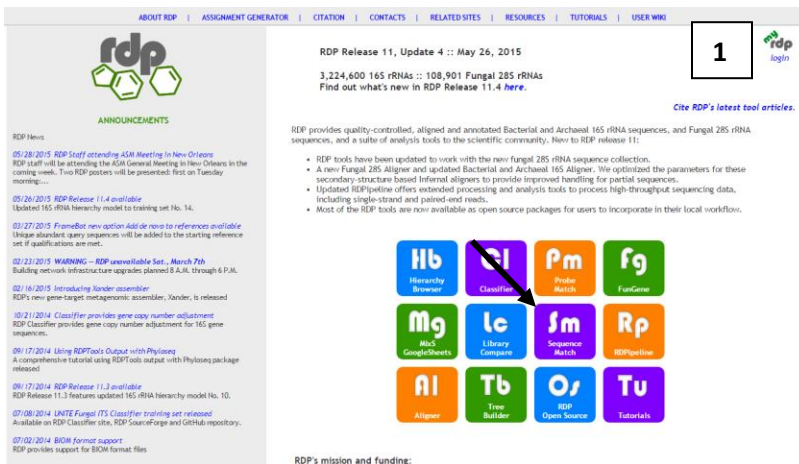 ABOUT RDP | ASSIGNMENT GENERATOR | CITATION | CONTACTS | RELATED SITES | RESOURCES | TUTORIALS | USER WIKI
rdp
ANNOUNCEMENTS
RDP News
05/28/2015 RDP Staff attending ASM Meeting in New Orleans
RDP staff will be attending the ASM General Meeting in New Orleans in the
coming week. Two RDP posters will be presented: first on Tuesday
morning:...
05/26/2015 RDP Release 11.4 available
Updated 16S rRNA hierarchy model to training set No. 14.
03/27/2015 FrameBot new option Add de novo to references available
Unique abundant query sequences will be added to the starting reference
set if qualifications are met.
02/23/2015 WARNING -- RDP unavailable Sat., March 7th
Building network infrastructure upgrades planned 8 A.M. through 6 P.M.
02/16/2015 Introducing Xander assembler
RDP's new gene-target metagenomic assembler, Xander, is released
10/21/2014 Classifier provides gene copy number adjustment
RDP Classifier provides gene copy number adjustment for 16S gene
sequences.
09/17/2014 Using RDPTools Output with Phyloseq
A comprehensive tutorial using RDPTools output with Phyloseq package
released
09/17/2014 RDP Release 11.3 available
RDP Release 11.3 features updated 16S rRNA hierarchy model No. 10.
07/08/2014 UNITE Fungal ITS Classifier training set released
Available on RDP Classifier site, RDP SourceForge and GitHub repository.
07/02/2014 BIOM format support
RDP provides support for BIOM format files
RDP Release 11, Update 4 :: May 26, 2015
3,224,600 16S rRNAs :: 108,901 Fungal 28S rRNAs
Find out what's new in RDP Release 11.4 here.
1
my rdp
login
Cite RDP's latest tool articles.
RDP provides quality-controlled, aligned and annotated Bacterial and Archaeal 16S rRNA sequences, and Fungal 28S rRNA
sequences, and a suite of analysis tools to the scientific community. New to RDP release 11:
• RDP tools have been updated to work with the new fungal 28S rRNA sequence collection.
• A new Fungal 28S Aligner and updated Bacterial and Archaeal 16S Aligner. We optimized the parameters for these
secondary-structure based Infernal aligners to provide improved handling for partial sequences.
• Updated RDPipeline offers extended processing and analysis tools to process high-throughput sequencing data,
including single-strand and paired-end reads.
• Most of the RDP tools are now available as open source packages for users to incorporate in their local workflow.
Hb Cl Pm Fg
Hierarchy Browser Classifier Probe Match FunGene
Mg Lc Sm Rp
MixS GoogleSheets Library Compare Sequence Match RDPipeline
Al Tb Os Tu
Aligner Tree Builder RDP Open Source Tutorials
RDP's mission and funding: